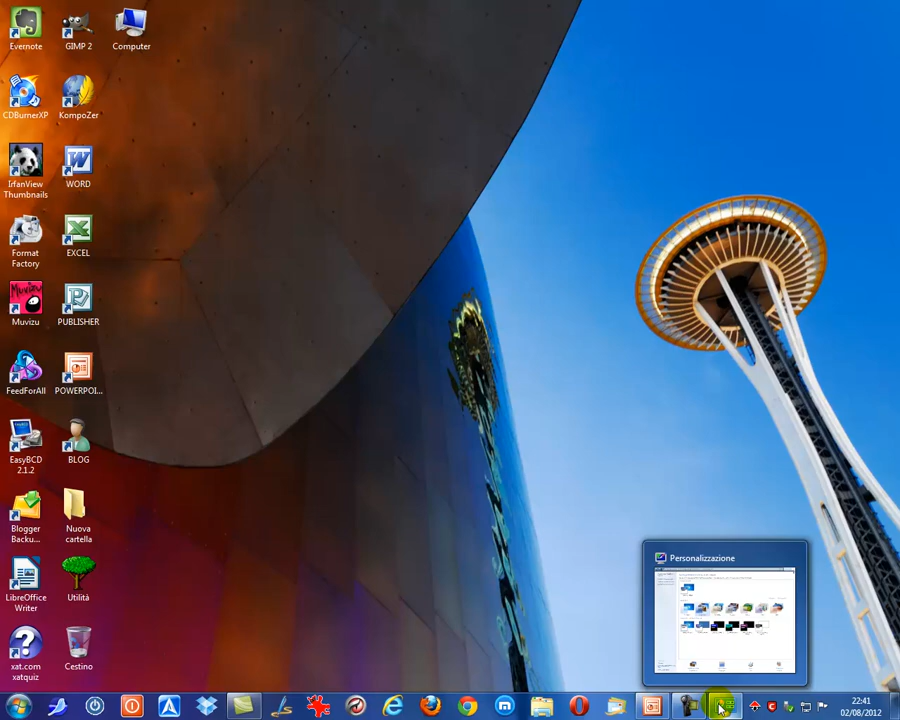 Evernote
GIMP 2
Computer
CDBurnerXP
KompoZer
IrfanView
Thumbnails
WORD
Format
Factory
EXCEL
Muvizu
PUBLISHER
FeedForAll
POWERPOI...
EasyBCD
2.1.2
BLOG
Blogger
Backu...
Nuova
cartella
LibreOffice
Writer
Utilità
xat.com
xatquiz
Cestino
Personalizzazione
22:41
02/08/2012